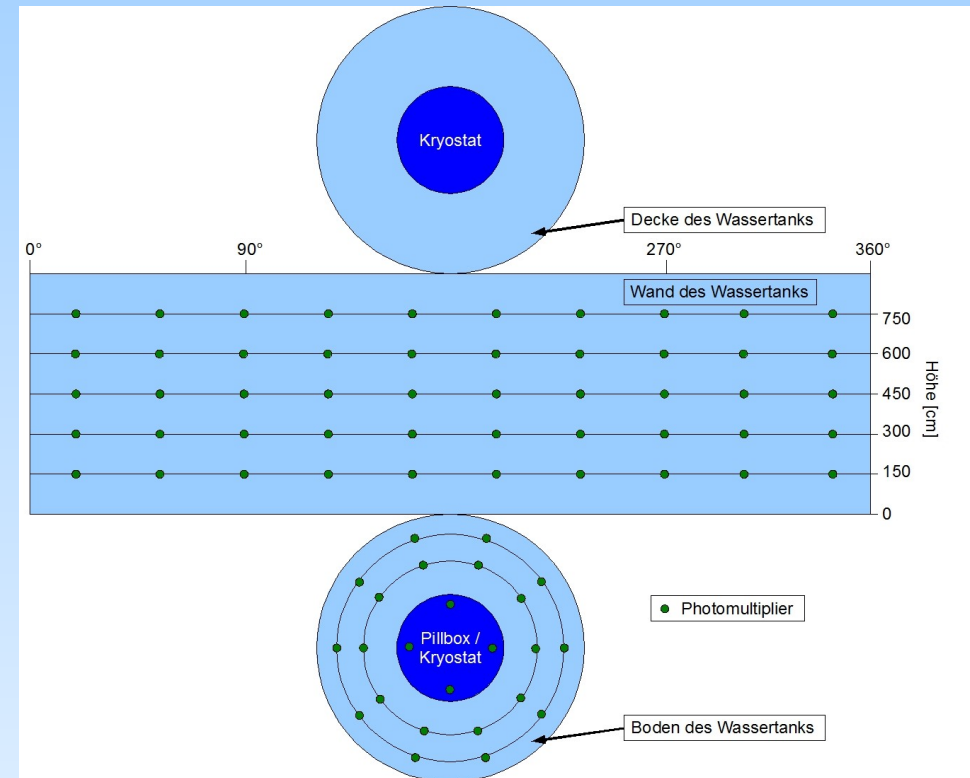 Kryostat
Decke des Wassertanks
0°
90°
270°
360°
Wand des Wassertanks
750
600
450
300
150
0
Höhe [cm]
Pillbox /
Kryostat
Photomultiplier
Boden des Wassertanks